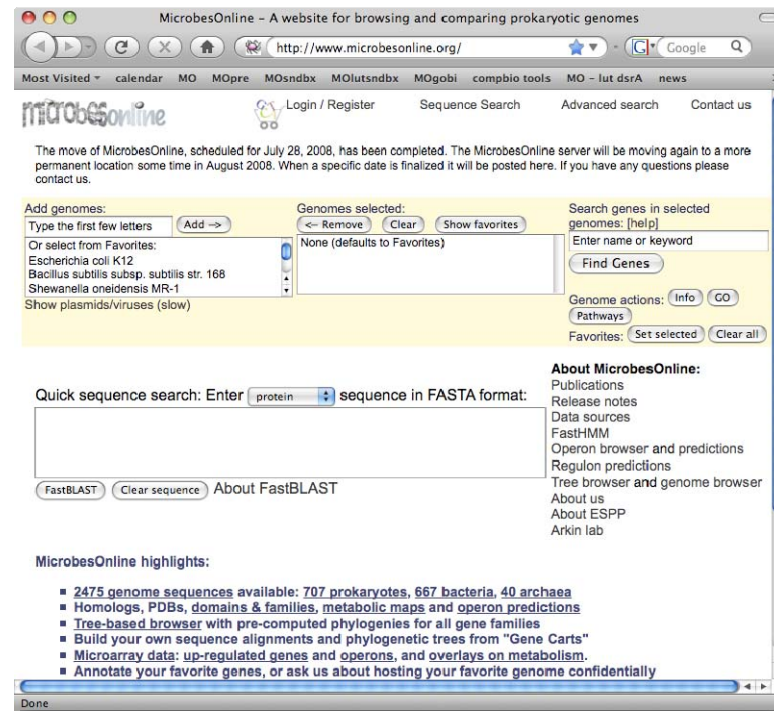 MicrobesOnline – A website for browsing and comparing prokaryotic genomes
http://www.microbesonline.org/
Google
Most Visited calendar MO MOpre MOsndbx MOlutsndbx MOgobi compbio tools MO – lut dsrA news
microbesonline
Login / Register Sequence Search Advanced search Contact us
The move of MicrobesOnline, scheduled for July 28, 2008, has been completed. The MicrobesOnline server will be moving again to a more
permanent location some time in August 2008. When a specific date is finalized it will be posted here. If you have any questions please
contact us.
Add genomes:
Type the first few letters Add –>
Or select from Favorites:
Escherichia coli K12
Bacillus subtilis subsp. subtilis str. 168
Shewanella oneidensis MR-1
Show plasmids/viruses (slow)
Genomes selected:
<– Remove Clear Show favorites
None (defaults to Favorites)
Search genes in selected
genomes: [help]
Enter name or keyword
Find Genes
Genome actions: Info GO
Pathways
Favorites: Set selected Clear all
Quick sequence search: Enter protein sequence in FASTA format:
FastBLAST Clear sequence About FastBLAST
About MicrobesOnline:
Publications
Release notes
Data sources
FastHMM
Operon browser and predictions
Regulon predictions
Tree browser and genome browser
About us
About ESPP
Arkin lab
MicrobesOnline highlights:
2475 genome sequences available: 707 prokaryotes, 667 bacteria, 40 archaea
Homologs, PDBs, domains & families, metabolic maps and operon predictions
Tree-based browser with pre-computed phylogenies for all gene families
Build your own sequence alignments and phylogenetic trees from "Gene Carts"
Microarray data: up-regulated genes and operons, and overlays on metabolism.
Annotate your favorite genes, or ask us about hosting your favorite genome confidentially
Done